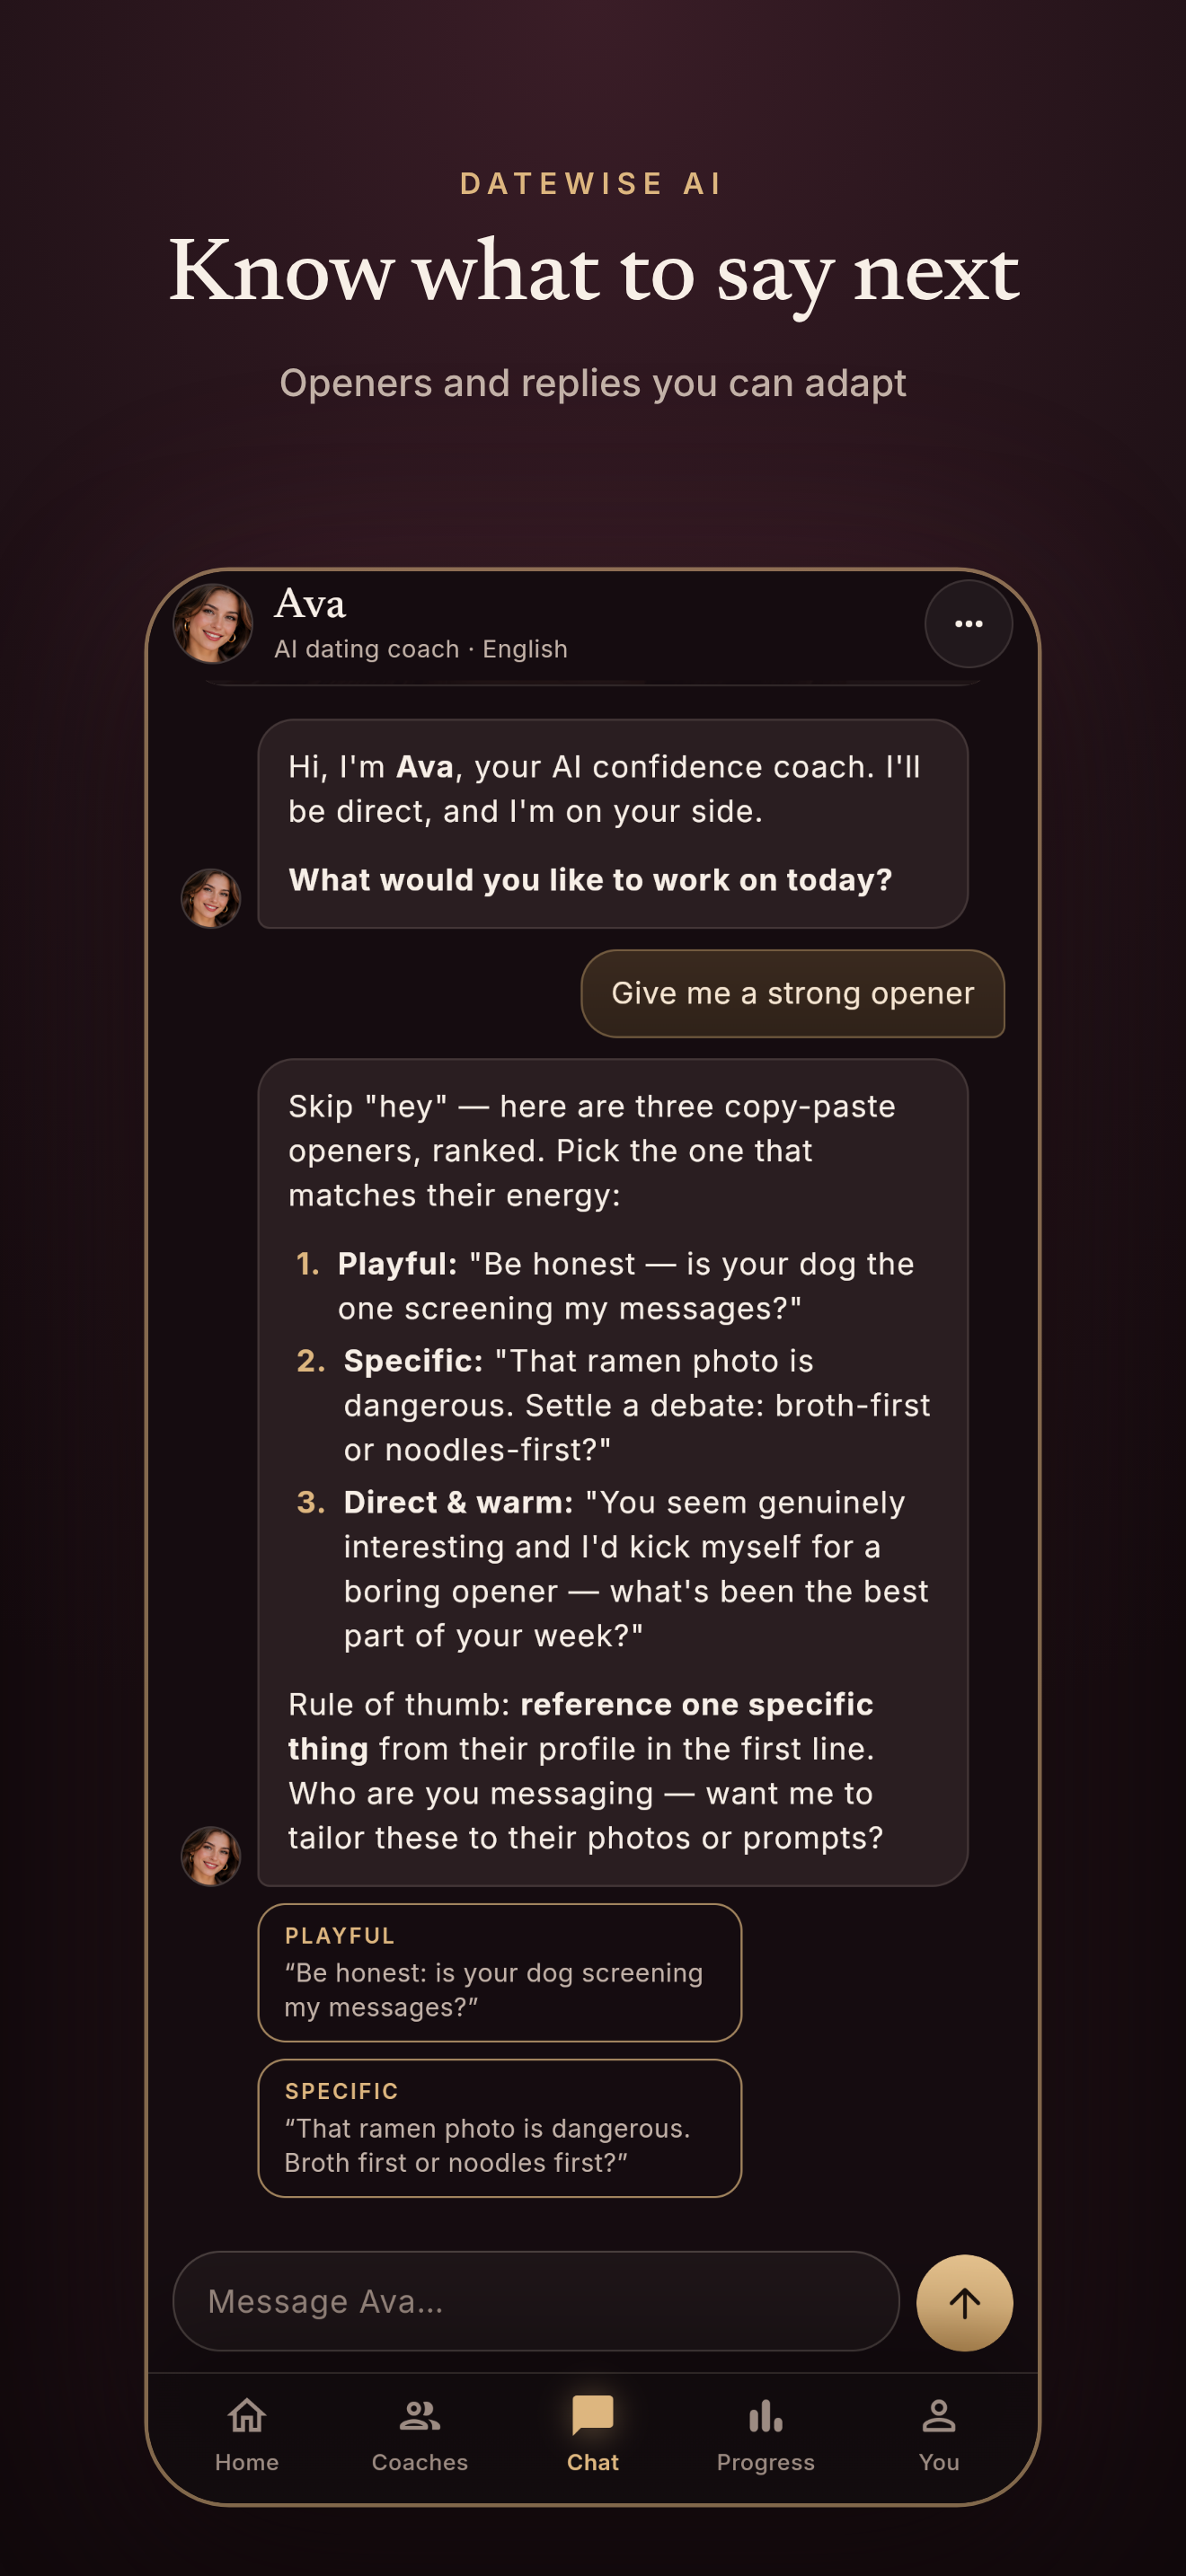 DATEWISE AI
Know what to say next
Openers and replies you can adapt
Ava
AI dating coach · English
Hi, I'm Ava, your AI confidence coach. I'll
be direct, and I'm on your side.
What would you like to work on today?
Give me a strong opener
Skip "hey" — here are three copy-paste
openers, ranked. Pick the one that
matches their energy:
1. Playful: "Be honest — is your dog the
one screening my messages?"
2. Specific: "That ramen photo is
dangerous. Settle a debate: broth-first
or noodles-first?"
3. Direct & warm: "You seem genuinely
interesting and I'd kick myself for a
boring opener — what's been the best
part of your week?"
Rule of thumb: reference one specific
thing from their profile in the first line.
Who are you messaging — want me to
tailor these to their photos or prompts?
PLAYFUL
“Be honest: is your dog screening
my messages?”
SPECIFIC
“That ramen photo is dangerous.
Broth first or noodles first?”
Message Ava...
Home
Coaches
Chat
Progress
You